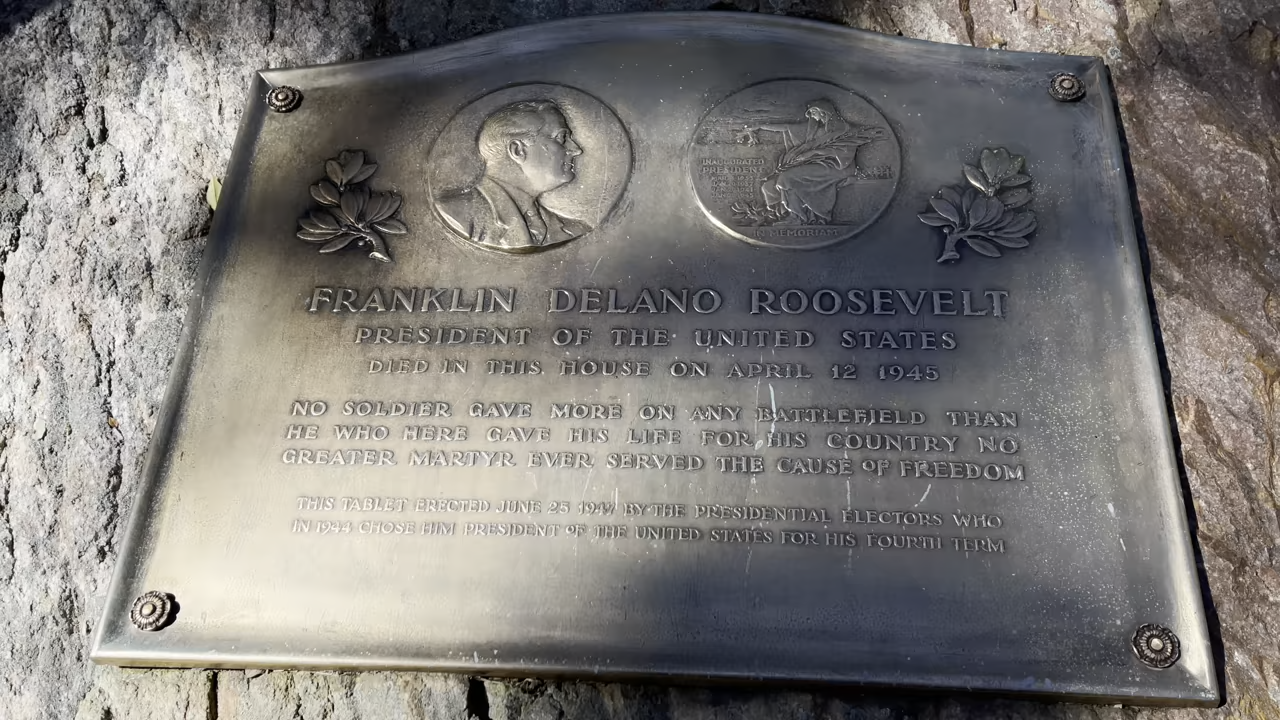 INAUGURATED
PRESIDENT
IN MEMORIAM
FRANKLIN DELANO ROOSEVELT
PRESIDENT OF THE UNITED STATES
DIED IN THIS HOUSE ON APRIL 12 1945
NO SOLDIER GAVE MORE ON ANY BATTLEFIELD THAN
HE WHO HERE GAVE HIS LIFE FOR HIS COUNTRY NO
GREATER MARTYR EVER SERVED THE CAUSE OF FREEDOM
THIS TABLET ERECTED JUNE 25 1947 BY THE PRESIDENTIAL ELECTORS WHO
IN 1944 CHOSE HIM PRESIDENT OF THE UNITED STATES FOR HIS FOURTH TERM